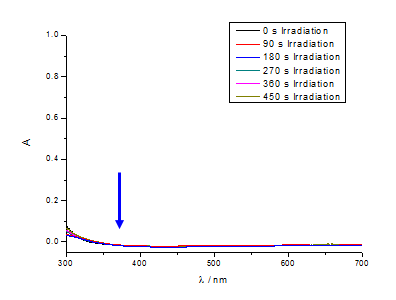 0 s Irradiation
90 s Irradiation
180 s Irradiation
270 s Irradiation
360 s Irrdiation
450 s Irradiation
1.0
0.8
0.6
0.4
0.2
0.0
A
300 400 500 600 700
λ / nm